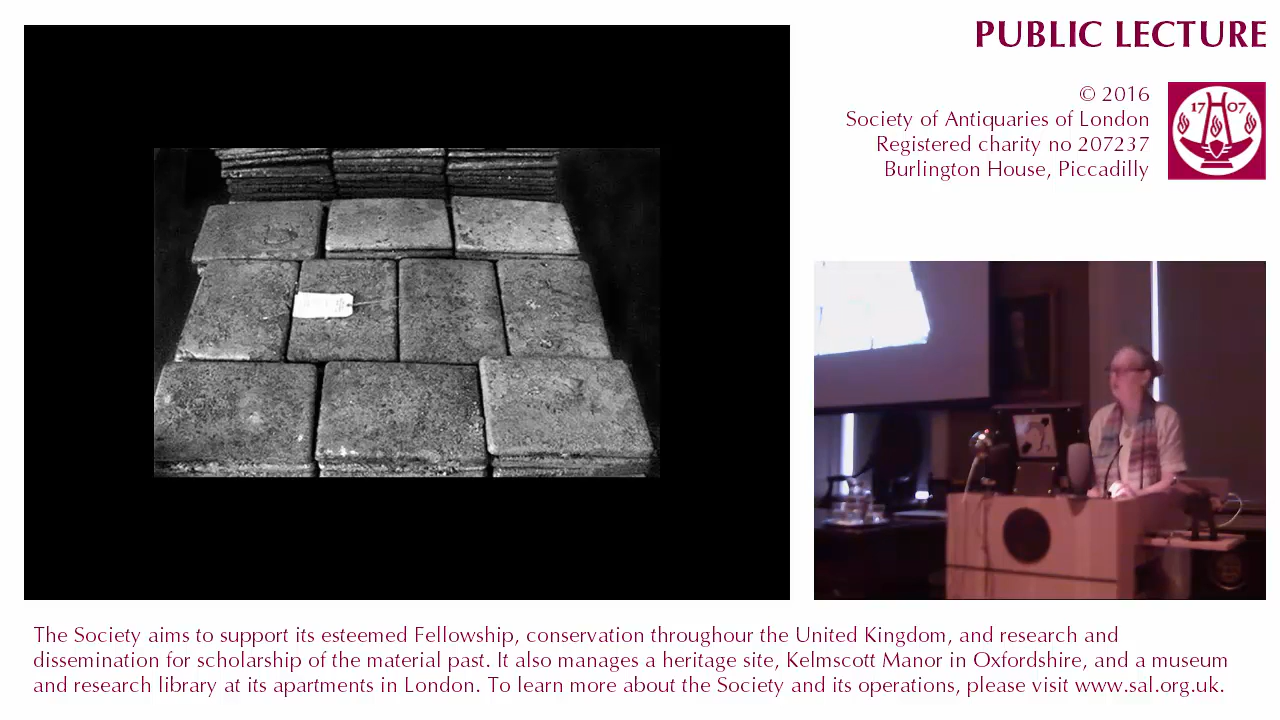 PUBLIC LECTURE
© 2016
Society of Antiquaries of London
Registered charity no 207237
Burlington House, Piccadilly
17 07
The Society aims to support its esteemed Fellowship, conservation throughour the United Kingdom, and research and
dissemination for scholarship of the material past. It also manages a heritage site, Kelmscott Manor in Oxfordshire, and a museum
and research library at its apartments in London. To learn more about the Society and its operations, please visit www.sal.org.uk.